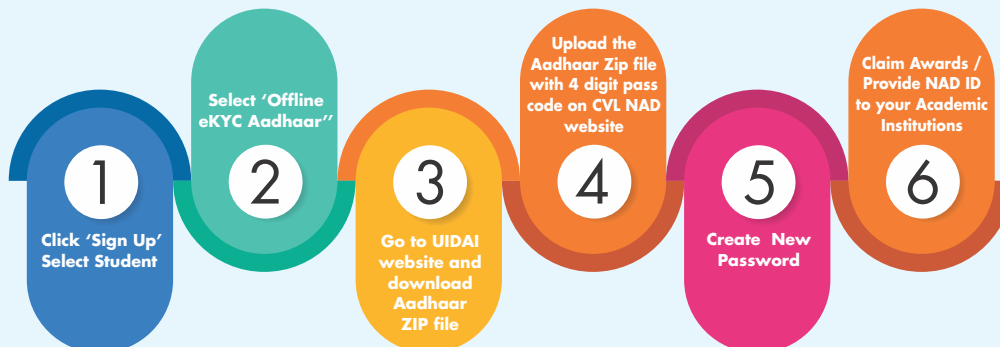 1
Click ‘Sign Up’
Select Student
Select ‘Offline
eKYC Aadhaar’’
2
3
Go to UIDAI
website and
download
Aadhaar
ZIP file
Upload the
Aadhaar Zip file
with 4 digit pass
code on CVL NAD
website
4
5
Create New
Password
Claim Awards /
Provide NAD ID
to your Academic
Institutions
6